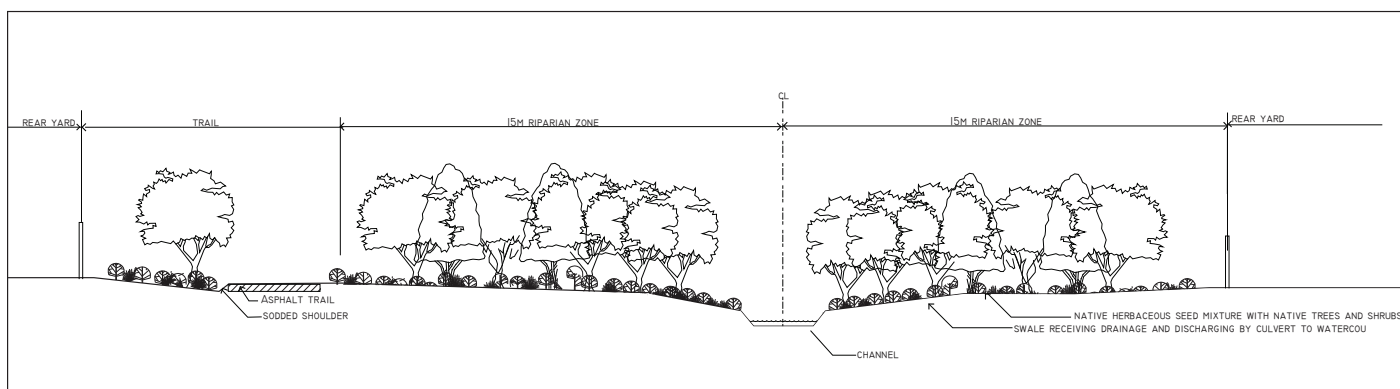 CL
REAR YARD
TRAIL
15M RIPARIAN ZONE
15M RIPARIAN ZONE
REAR YARD
ASPHALT TRAIL
SODDED SHOULDER
NATIVE HERBACEOUS SEED MIXTURE WITH NATIVE TREES AND SHRUBS
SWALE RECEIVING DRAINAGE AND DISCHARGING BY CULVERT TO WATERCOU
CHANNEL